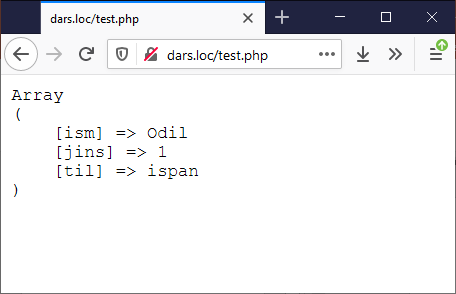 dars.loc/test.php
dars.loc/test.php
Array
(
    [ism] => Odil
    [jins] => 1
    [til] => ispan
)